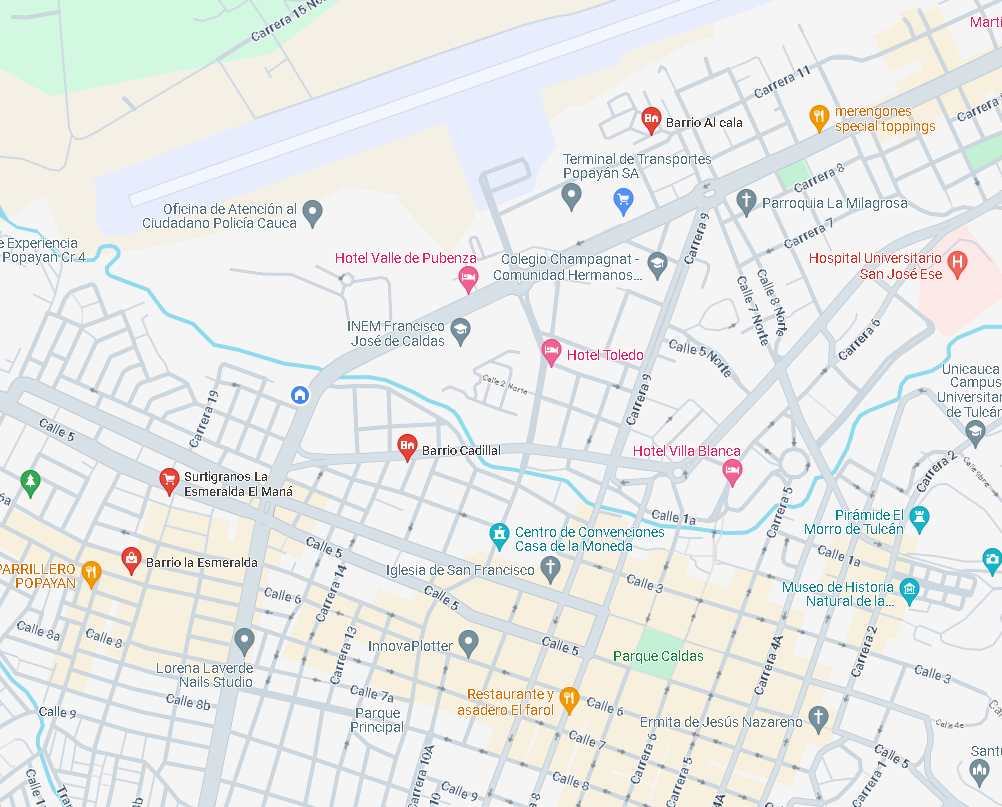 Carrera 15 No
Marti
Carrera 11
Carrera
merengones
special toppings
Barrio Alcala
Terminal de Transportes
Popayán SA
Carrera 8
Parroquia La Milagrosa
Oficina de Atención al
Ciudadano Policía Cauca
Carrera 9
e Experiencia
Popayan Cr 4
Hotel Valle de Pubenza
Colegio Champagnat -
Comunidad Hermanos...
Carrera 7
Hospital Universitario
San José Ese
Calle 7 Norte
Calle 8 Norte
INEM Francisco
José de Caldas
Hotel Toledo
Calle 5 Norte
Carrera 6
Calle 2 Norte
Carrera 9
Unicauca
Campus
Universitar
de Tulcán
Carrera 19
Calle 5
Barrio Cadillal
Hotel Villa Blanca
Carrera 2
Surtigranos La
Esmeralda El Maná
Carrera 5
6a
Calle 1a
Pirámide El
Morro de Tulcán
Centro de Convenciones
Casa de la Moneda
Calle 5
Calle 1a
Barrio la Esmeralda
Iglesia de San Francisco
PARRILLERO
POPAYAN
Carrera 14
Calle 3
Museo de Historia
Natural de la...
Calle 6
Calle 5
Calle 8a
Calle 8
Carrera 13
InnovaPlotter
Calle 5
Parque Caldas
Carrera 4A
Carrera 2
Lorena Laverde
Nails Studio
Calle 3
Calle 7a
Calle 8b
Restaurante y
asadero El farol
Calle 6
Calle 9
Parque
Principal
Ermita de Jesús Nazareno
Calle 4e
Calle 7
Calle 5
Carrera 6
Carrera 5
Carrera 1
Sant
Carrera 10A
Calle 8
Calle 1
Tran
Carrera 9
10